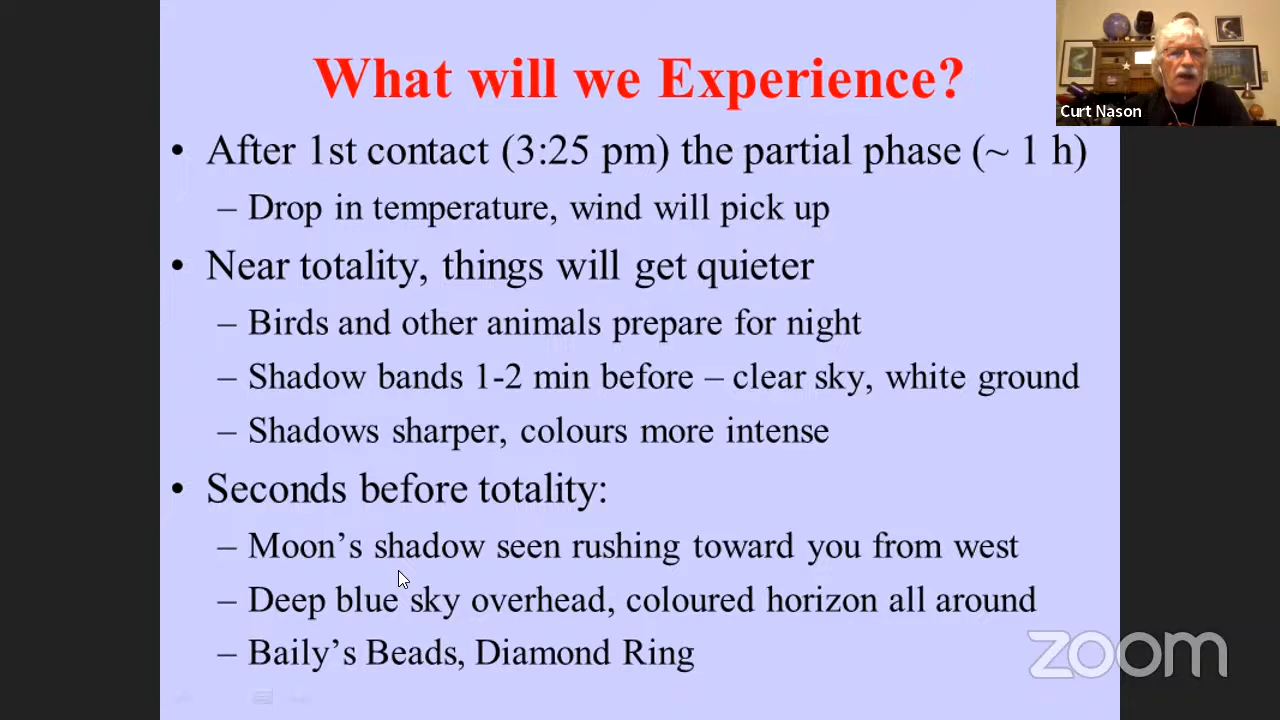 What will we Experience?
Curt Nason
• After 1st contact (3:25 pm) the partial phase (~ 1 h)
– Drop in temperature, wind will pick up
• Near totality, things will get quieter
– Birds and other animals prepare for night
– Shadow bands 1-2 min before – clear sky, white ground
– Shadows sharper, colours more intense
• Seconds before totality:
– Moon’s shadow seen rushing toward you from west
– Deep blue sky overhead, coloured horizon all around
– Baily’s Beads, Diamond Ring
zoom